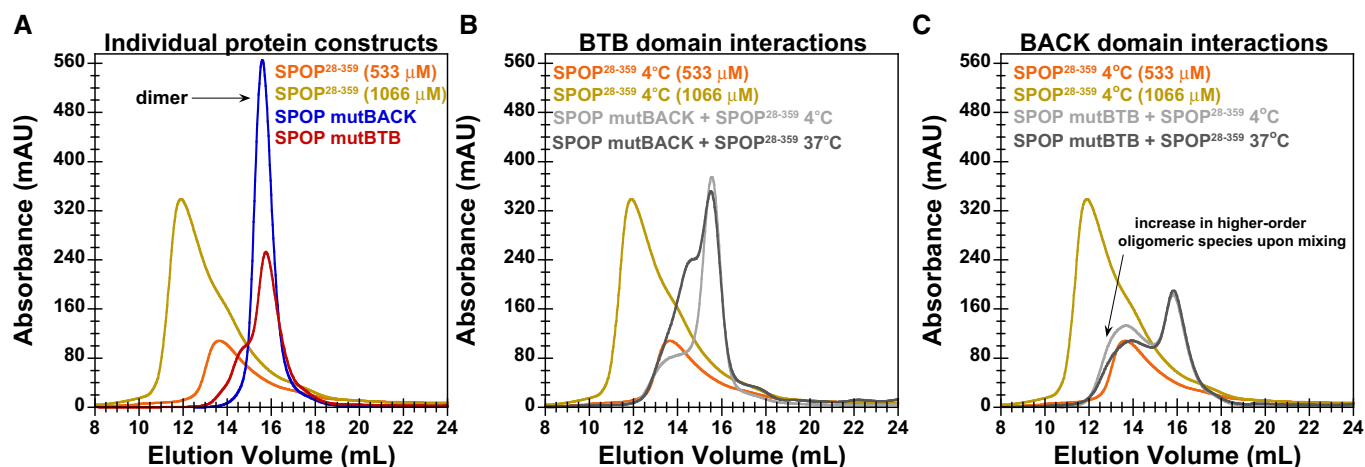 A
Individual protein constructs
SPOP28-359 (533 µM)
SPOP28-359 (1066 µM)
SPOP mutBACK
SPOP mutBTB
dimer
Absorbance (mAU)
560
480
400
320
240
160
80
0
8 10 12 14 16 18 20 22 24
Elution Volume (mL)
B
BTB domain interactions
SPOP28-359 4°C (533 µM)
SPOP28-359 4°C (1066 µM)
SPOP mutBACK + SPOP28-359 4°C
SPOP mutBACK + SPOP28-359 37°C
Absorbance (mAU)
560
480
400
320
240
160
80
0
8 10 12 14 16 18 20 22 24
Elution Volume (mL)
C
BACK domain interactions
SPOP28-359 4°C (533 µM)
SPOP28-359 4°C (1066 µM)
SPOP mutBTB + SPOP28-359 4°C
SPOP mutBTB + SPOP28-359 37°C
increase in higher-order
oligomeric species upon mixing
Absorbance (mAU)
560
480
400
320
240
160
80
0
8 10 12 14 16 18 20 22 24
Elution Volume (mL)